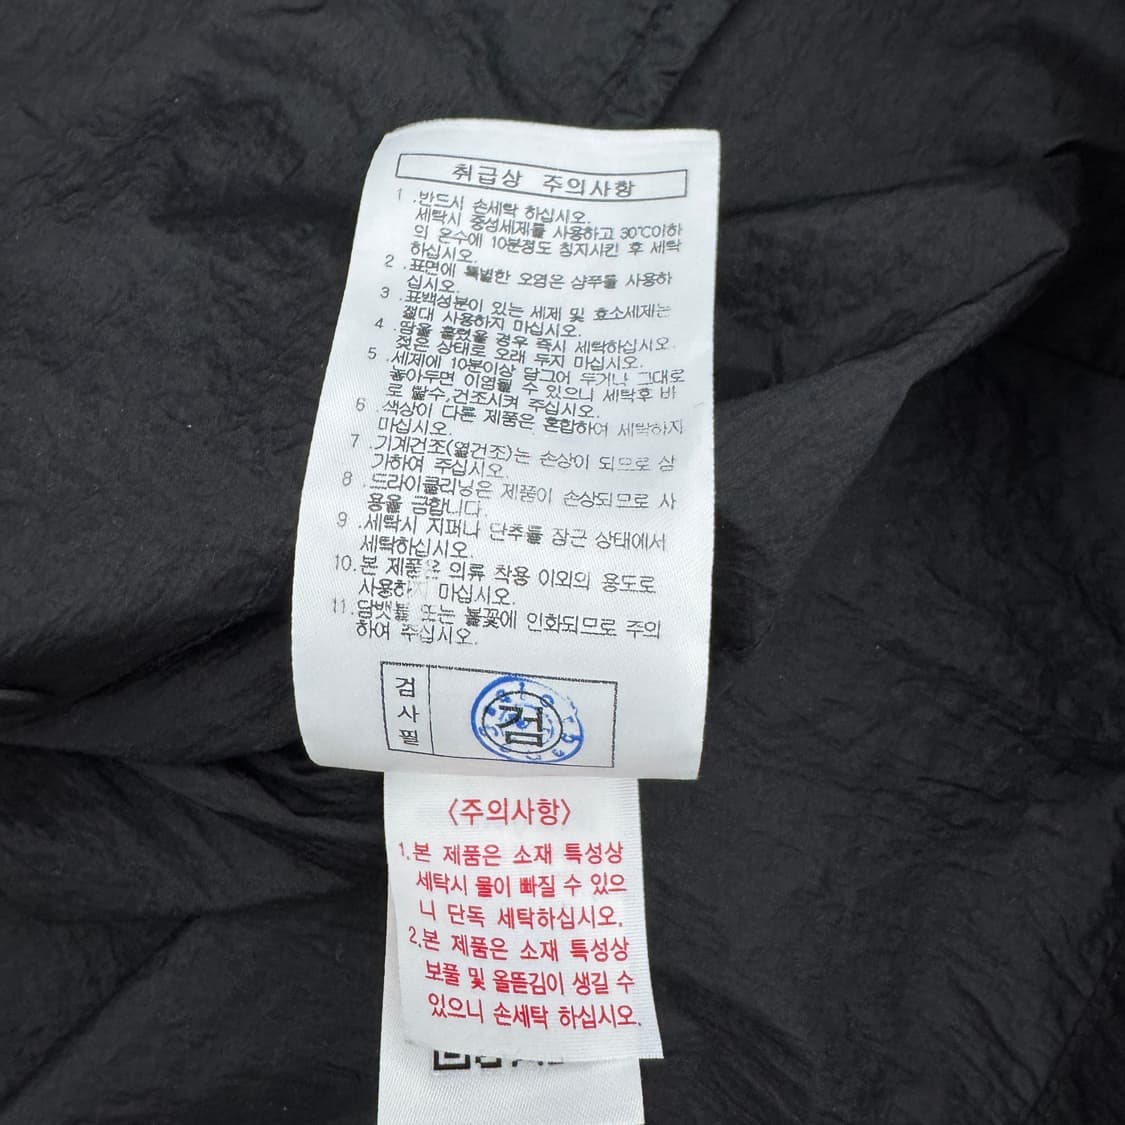 취급상 주의사항
1 .반드시 손세탁 하십시오.
세탁시 중성세제를 사용하고 30℃이하
의 온수에 10분정도 침지시킨 후 세탁
하십시오.
2 .표면에 특별한 오염은 샴푸를 사용하
십시오.
3 .표백성분이 있는 세제 및 효소세제는
절대 사용하지 마십시오.
4 .땀을 흘렸을 경우 즉시 세탁하십시오.
젖은 상태로 오래 두지 마십시오.
5 .세제에 10분이상 담그어 두거나 그대로
놓아두면 이염될 수 있으니 세탁후 바
로 탈수,건조시켜 주십시오.
6 .색상이 다른 제품은 혼합하여 세탁하지
마십시오.
7 .기계건조(열건조)는 손상이 되므로 삼
가하여 주십시오.
8 .드라이클리닝은 제품이 손상되므로 사
용을 금합니다.
9 .세탁시 지퍼나 단추를 잠근 상태에서
세탁하십시오.
10.본 제품은 의류 착용 이외의 용도로
사용하지 마십시오.
11.담뱃불 또는 불꽃에 인화되므로 주의
하여 주십시오.
검사필
검
<주의사항>
1.본 제품은 소재 특성상
세탁시 물이 빠질 수 있으
니 단독 세탁하십시오.
2.본 제품은 소재 특성상
보풀 및 올뜯김이 생길 수
있으니 손세탁 하십시오.